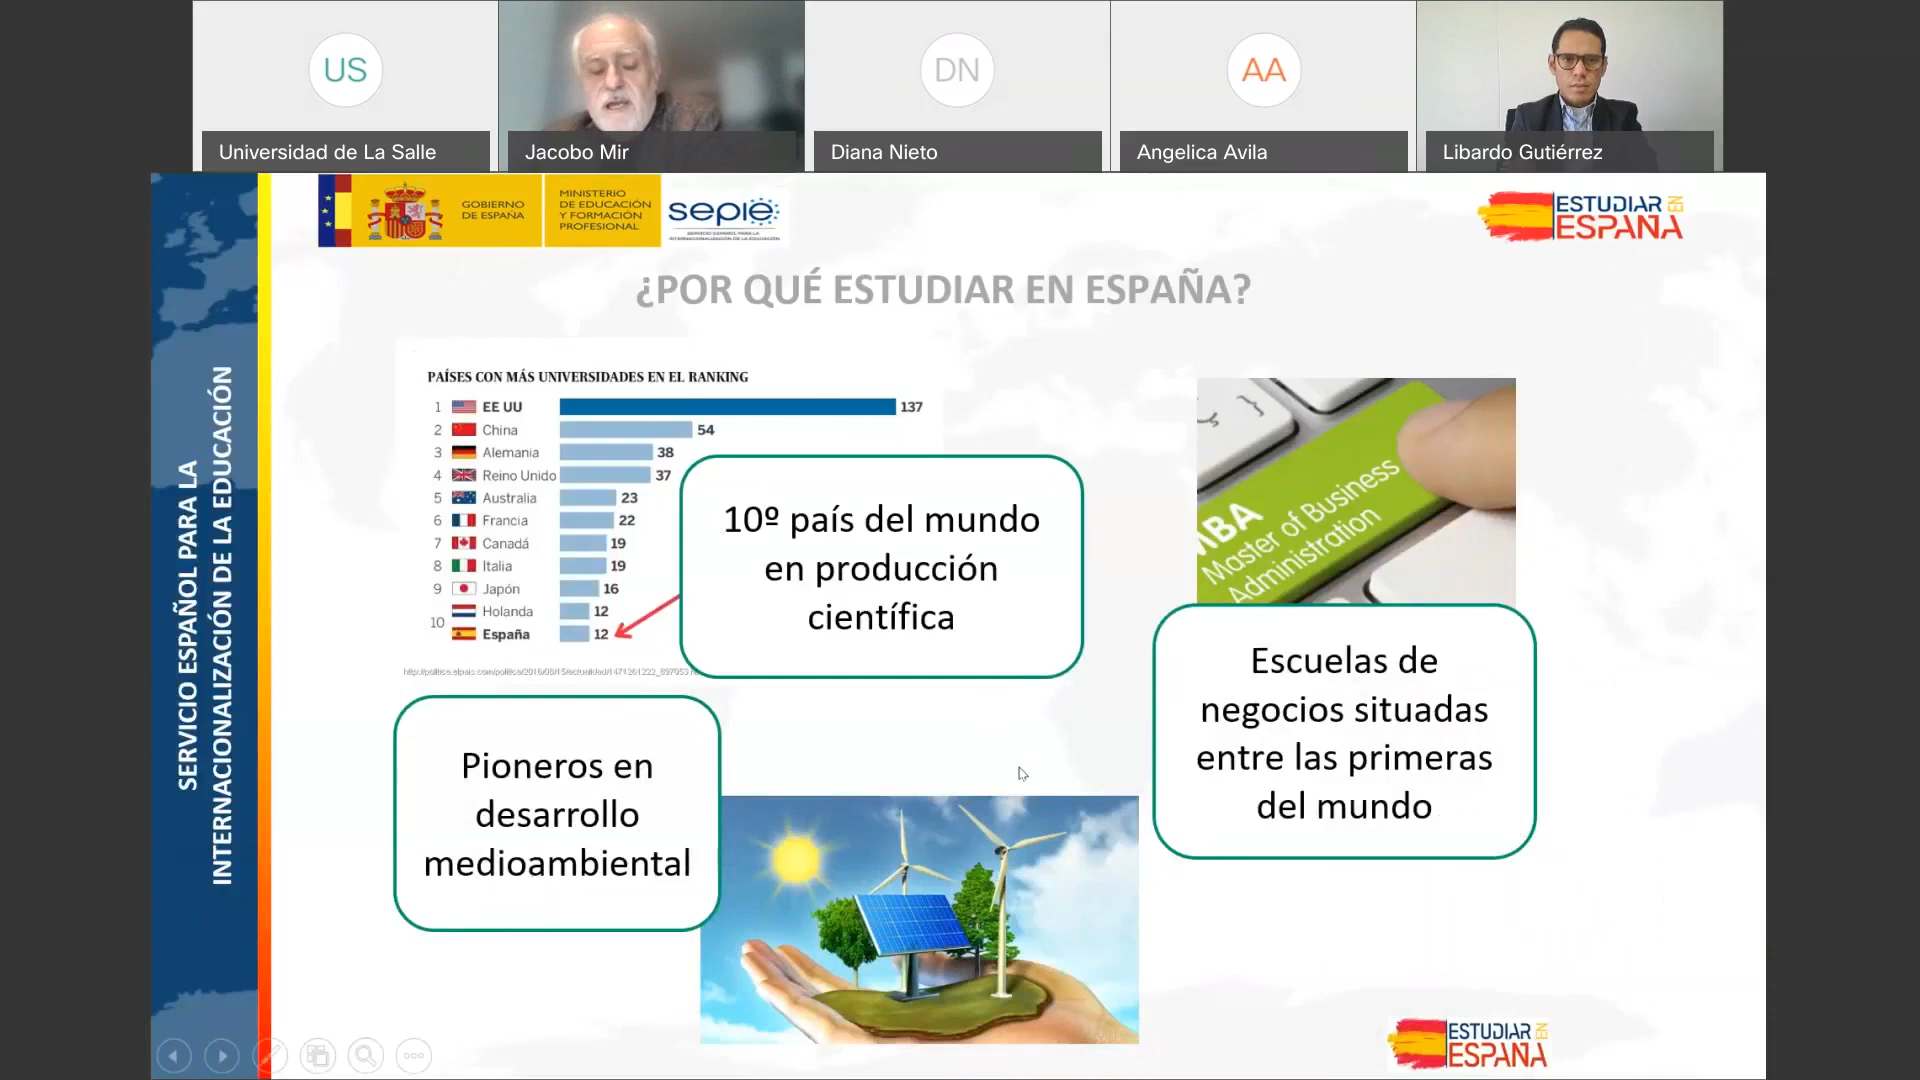 US
DN
AA
Universidad de La Salle
Jacobo Mir
Diana Nieto
Angelica Avila
Libardo Gutiérrez
GOBIERNO
DE ESPAÑA
MINISTERIO
DE EDUCACIÓN
Y FORMACIÓN
PROFESIONAL
sepie
SERVICIO ESPAÑOL PARA LA
INTERNACIONALIZACIÓN DE LA EDUCACIÓN
ESTUDIAR EN
ESPAÑA
SERVICIO ESPAÑOL PARA LA
INTERNACIONALIZACIÓN DE LA EDUCACIÓN
¿POR QUÉ ESTUDIAR EN ESPAÑA?
PAÍSES CON MÁS UNIVERSIDADES EN EL RANKING
1 EE UU 137
2 China 54
3 Alemania 38
4 Reino Unido 37
5 Australia 23
6 Francia 22
7 Canadá 19
8 Italia 19
9 Japón 16
Holanda 12
10
España 12
10º país del mundo
en producción
científica
MBA
Master of Business
Administration
Escuelas de
negocios situadas
entre las primeras
del mundo
Pioneros en
desarrollo
medioambiental
ESTUDIAR EN
ESPAÑA